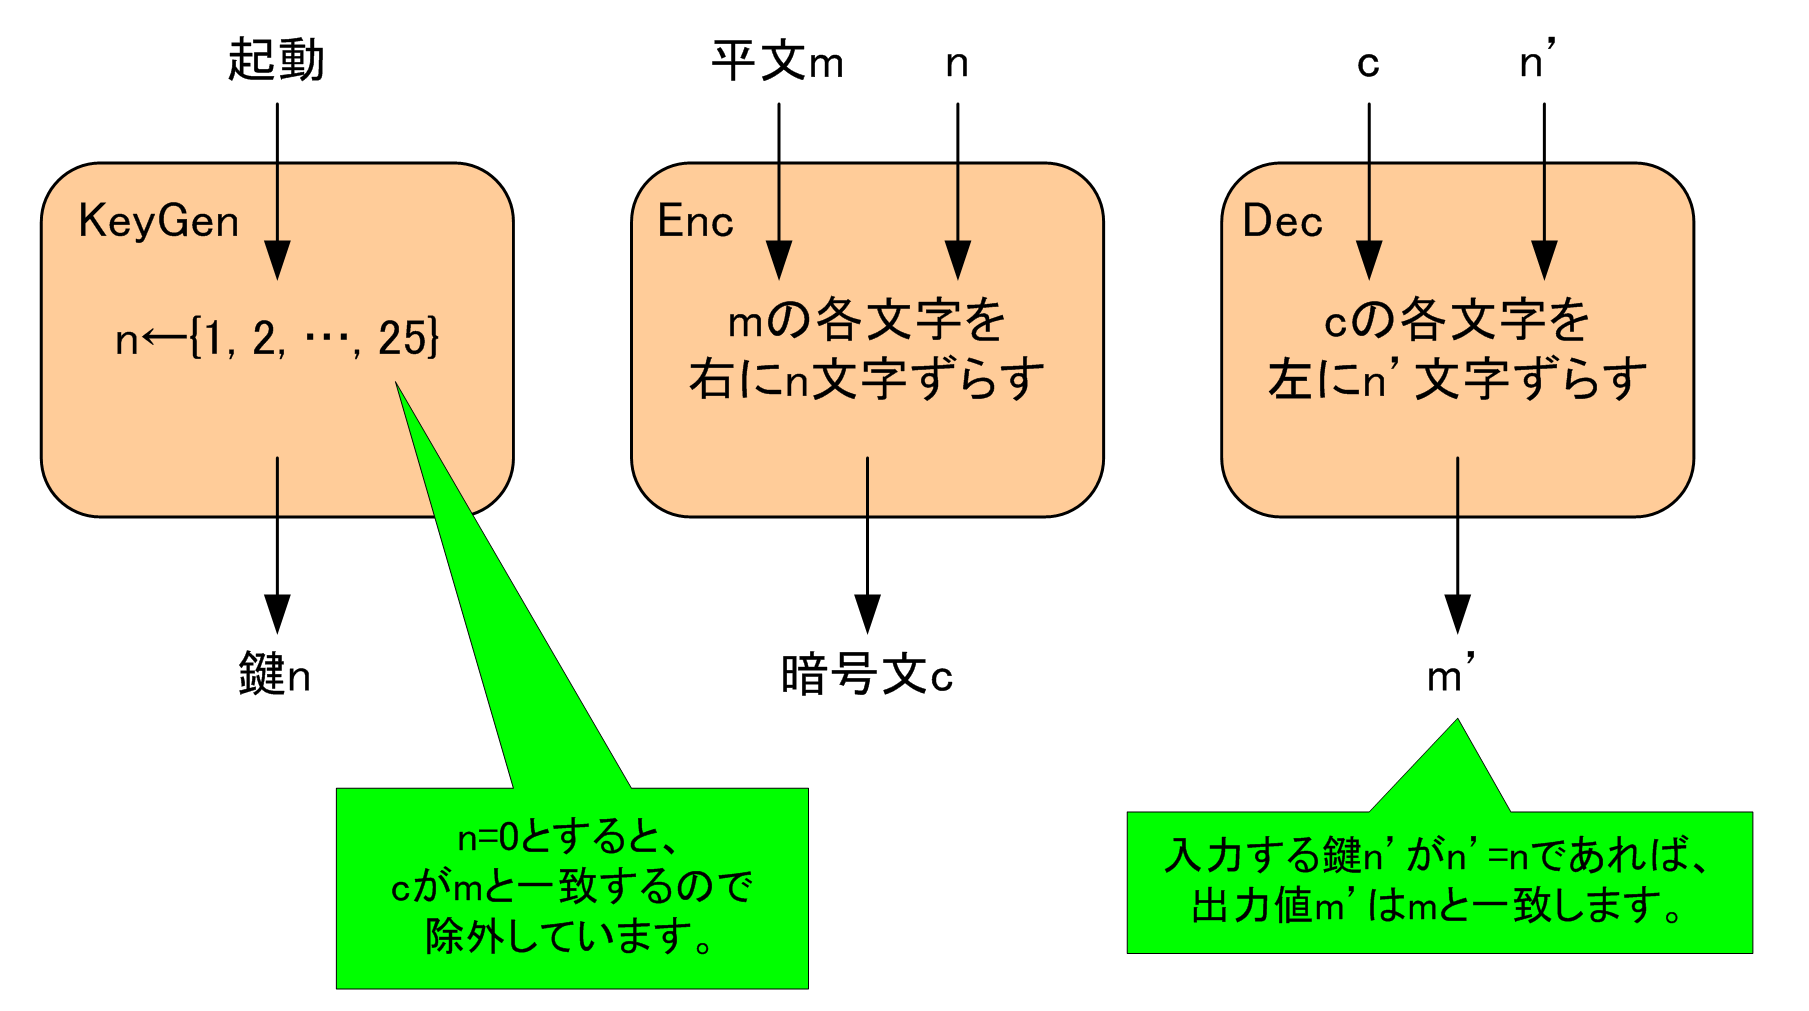 起動
KeyGen
n←{1, 2, …, 25}
鍵n
n=0とすると、
cがmと一致するので
除外しています。
平文m
n
Enc
mの各文字を
右にn文字ずらす
暗号文c
c
n’
Dec
cの各文字を
左にn’文字ずらす
m’
入力する鍵n’がn’=nであれば、
出力値m’はmと一致します。